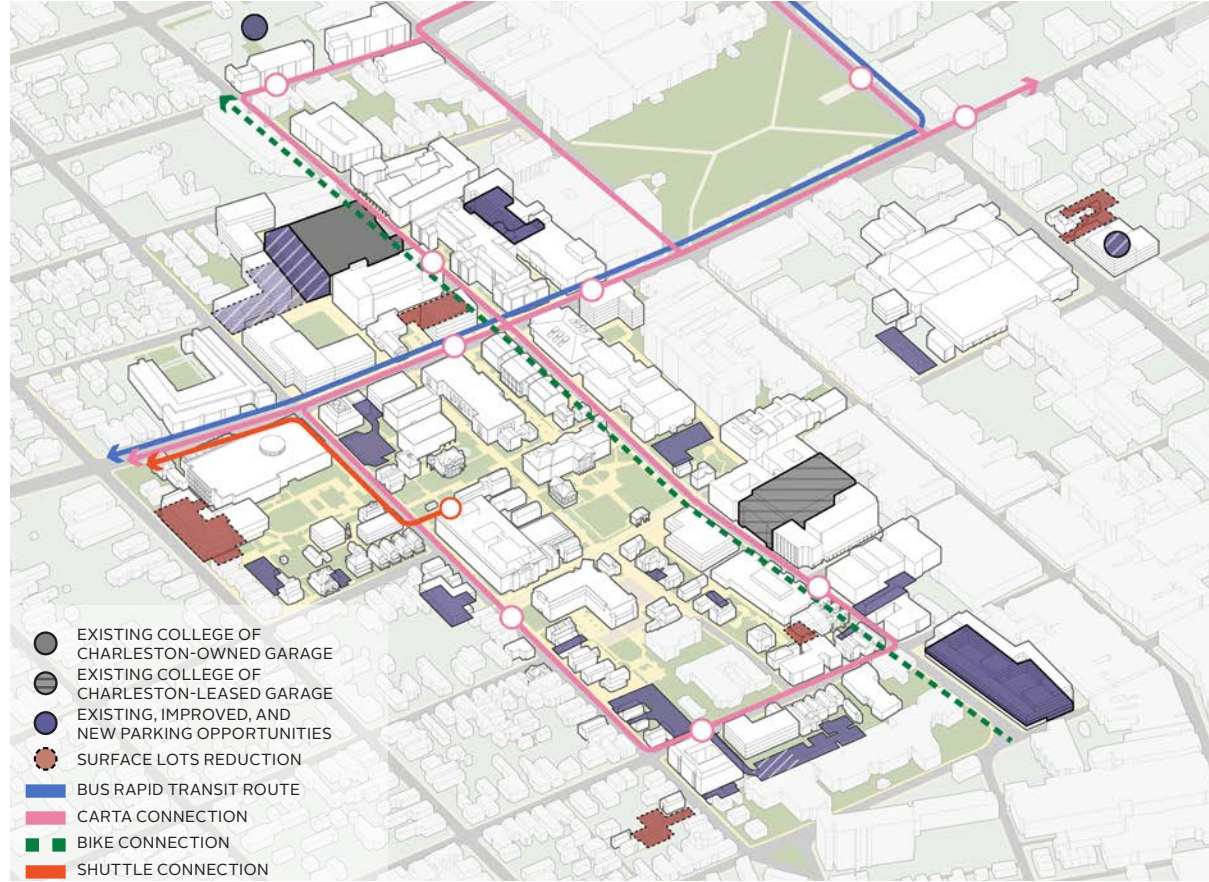 EXISTING COLLEGE OF
CHARLESTON-OWNED GARAGE
EXISTING COLLEGE OF
CHARLESTON-LEASED GARAGE
EXISTING, IMPROVED, AND
NEW PARKING OPPORTUNITIES
SURFACE LOTS REDUCTION
BUS RAPID TRANSIT ROUTE
CARTA CONNECTION
BIKE CONNECTION
SHUTTLE CONNECTION